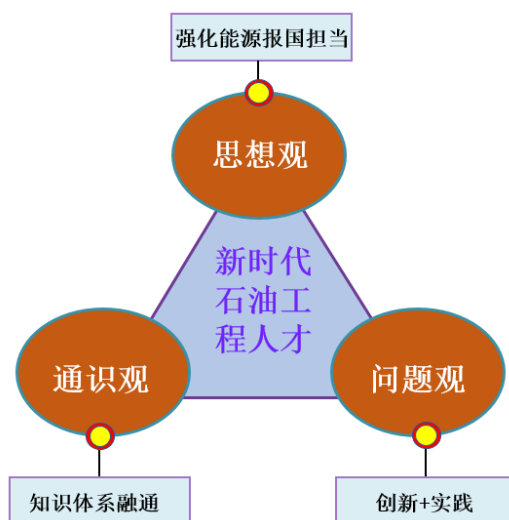 强化能源报国担当
思想观
新时代
石油工
程人才
通识观
问题观
知识体系融通
创新+实践